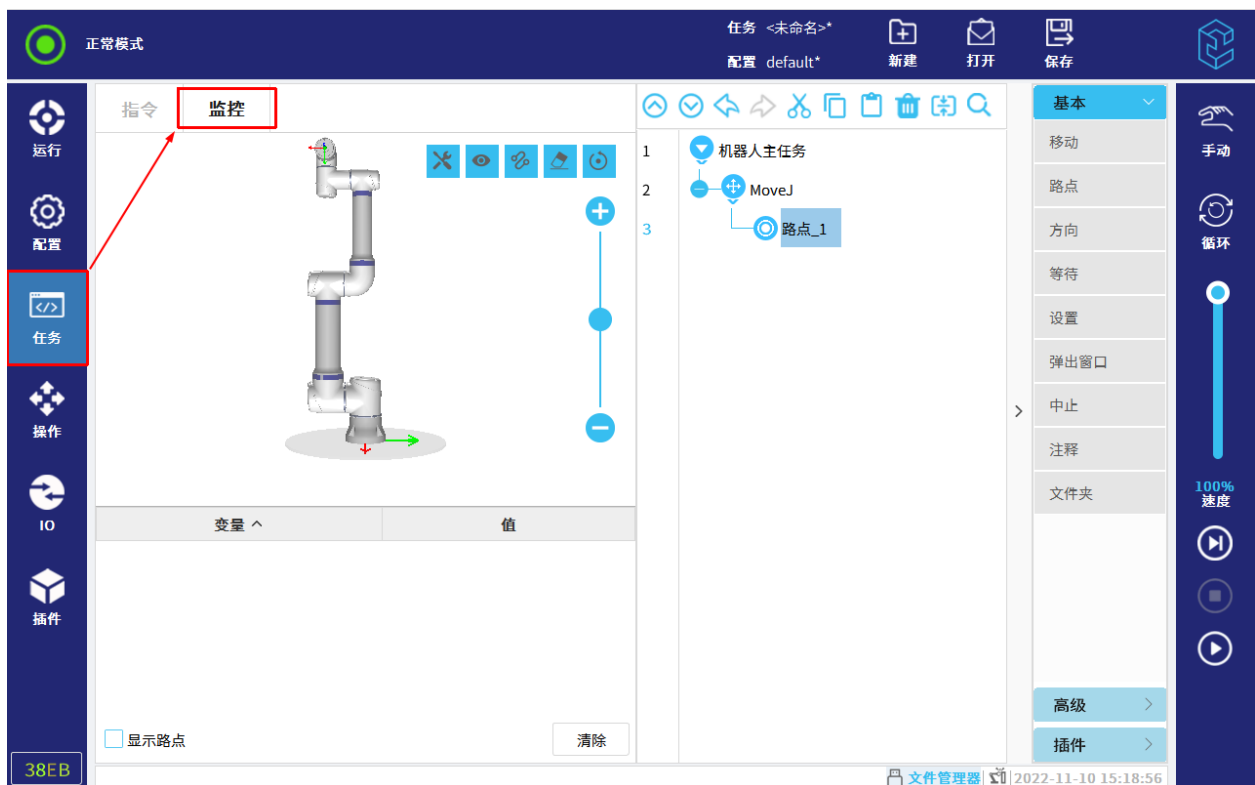 正常模式
任务 <未命名>*
配置 default*
新建
打开
保存
运行
配置
任务
操作
IO
插件
38EB
指令
监控
变量
值
显示路点
清除
1 机器人主任务
2 MoveJ
3 路点_1
基本
移动
路点
方向
等待
设置
弹出窗口
中止
注释
文件夹
高级
插件
手动
循环
100%
速度
文件管理器
2022-11-10 15:18:56